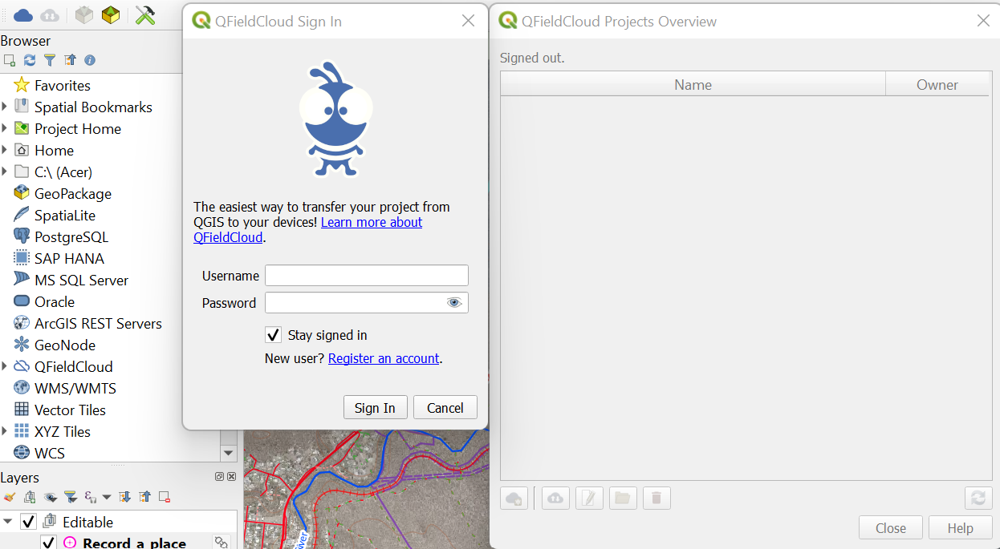 Browser
Favorites
Spatial Bookmarks
Project Home
Home
C:\ (Acer)
GeoPackage
SpatiaLite
PostgreSQL
SAP HANA
MS SQL Server
Oracle
ArcGIS REST Servers
GeoNode
QFieldCloud
WMS/WMTS
Vector Tiles
XYZ Tiles
WCS
Layers
Editable
Record a place
QFieldCloud Sign In
The easiest way to transfer your project from
QGIS to your devices! Learn more about
QFieldCloud.
Username
Password
Stay signed in
New user? Register an account.
Sign In
Cancel
River
QFieldCloud Projects Overview
Signed out.
Name
Owner
Close
Help